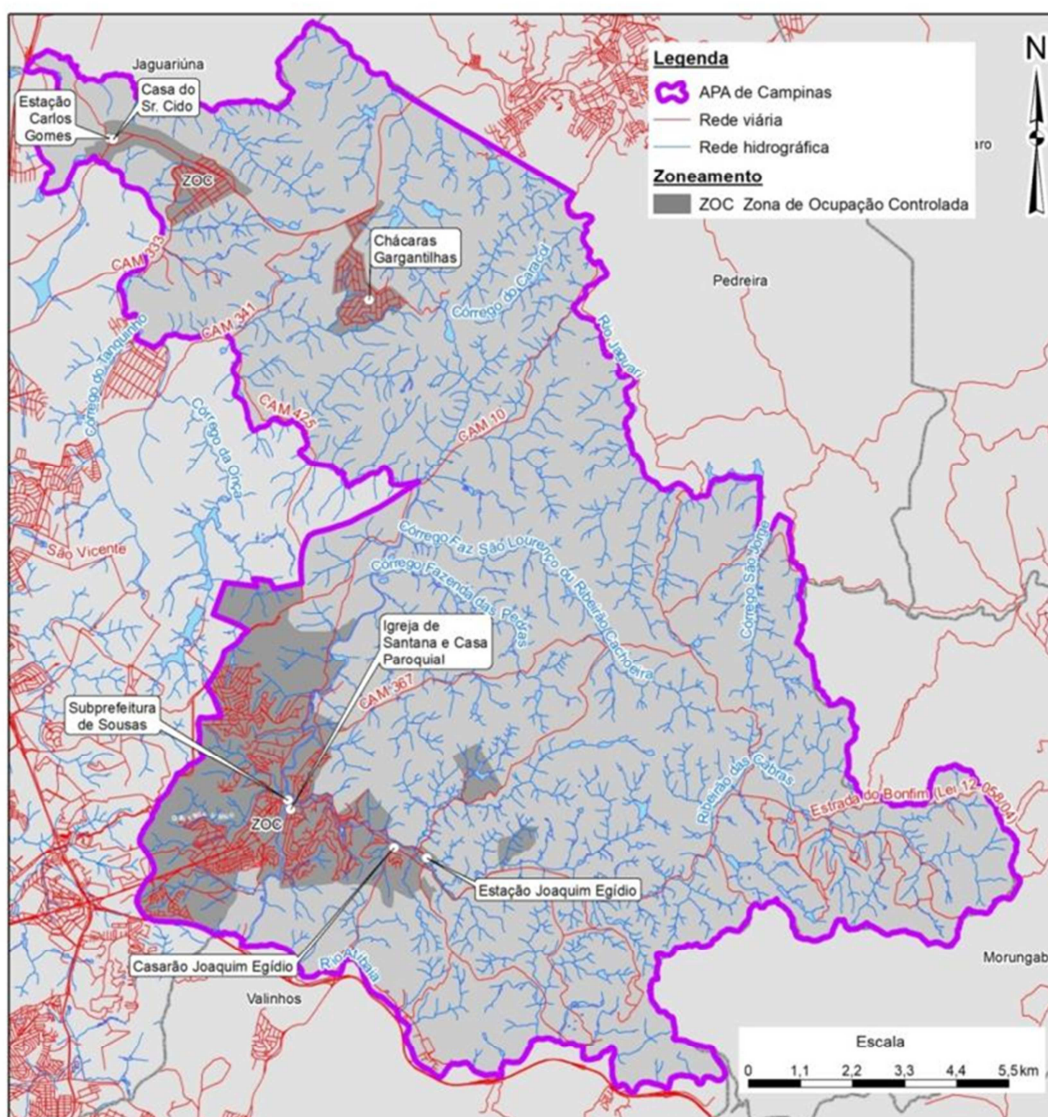 Legenda
APA de Campinas
Rede viária
Rede hidrográfica
Zoneamento
ZOC Zona de Ocupação Controlada
N
Jaguariúna
Casa do
Sr. Cido
Estação
Carlos
Gomes
ZOC
Chácaras
Gargantilhas
CAM 333
Córrego do Caracol
Pedreira
CAM 341
Córrego do Tanquinho
Rio Jaguari
CAM 425
CAM 10
Córrego da Onça
São Vicente
Córrego Faz São Lourenço ou Ribeirão Cachoeira
Córrego Fazenda das Pedras
Córrego São Jorge
Igreja de
Santana e Casa
Paroquial
CAM 367
Subprefeitura
de Sousas
ZOC
Ribeirão das Cabras
Estrada do Bonfim (Lei 12-058/04)
Estação Joaquim Egídio
Casarão Joaquim Egídio
Rio Atibaia
Valinhos
Morungab
Escala
0 1,1 2,2 3,3 4,4 5,5 km